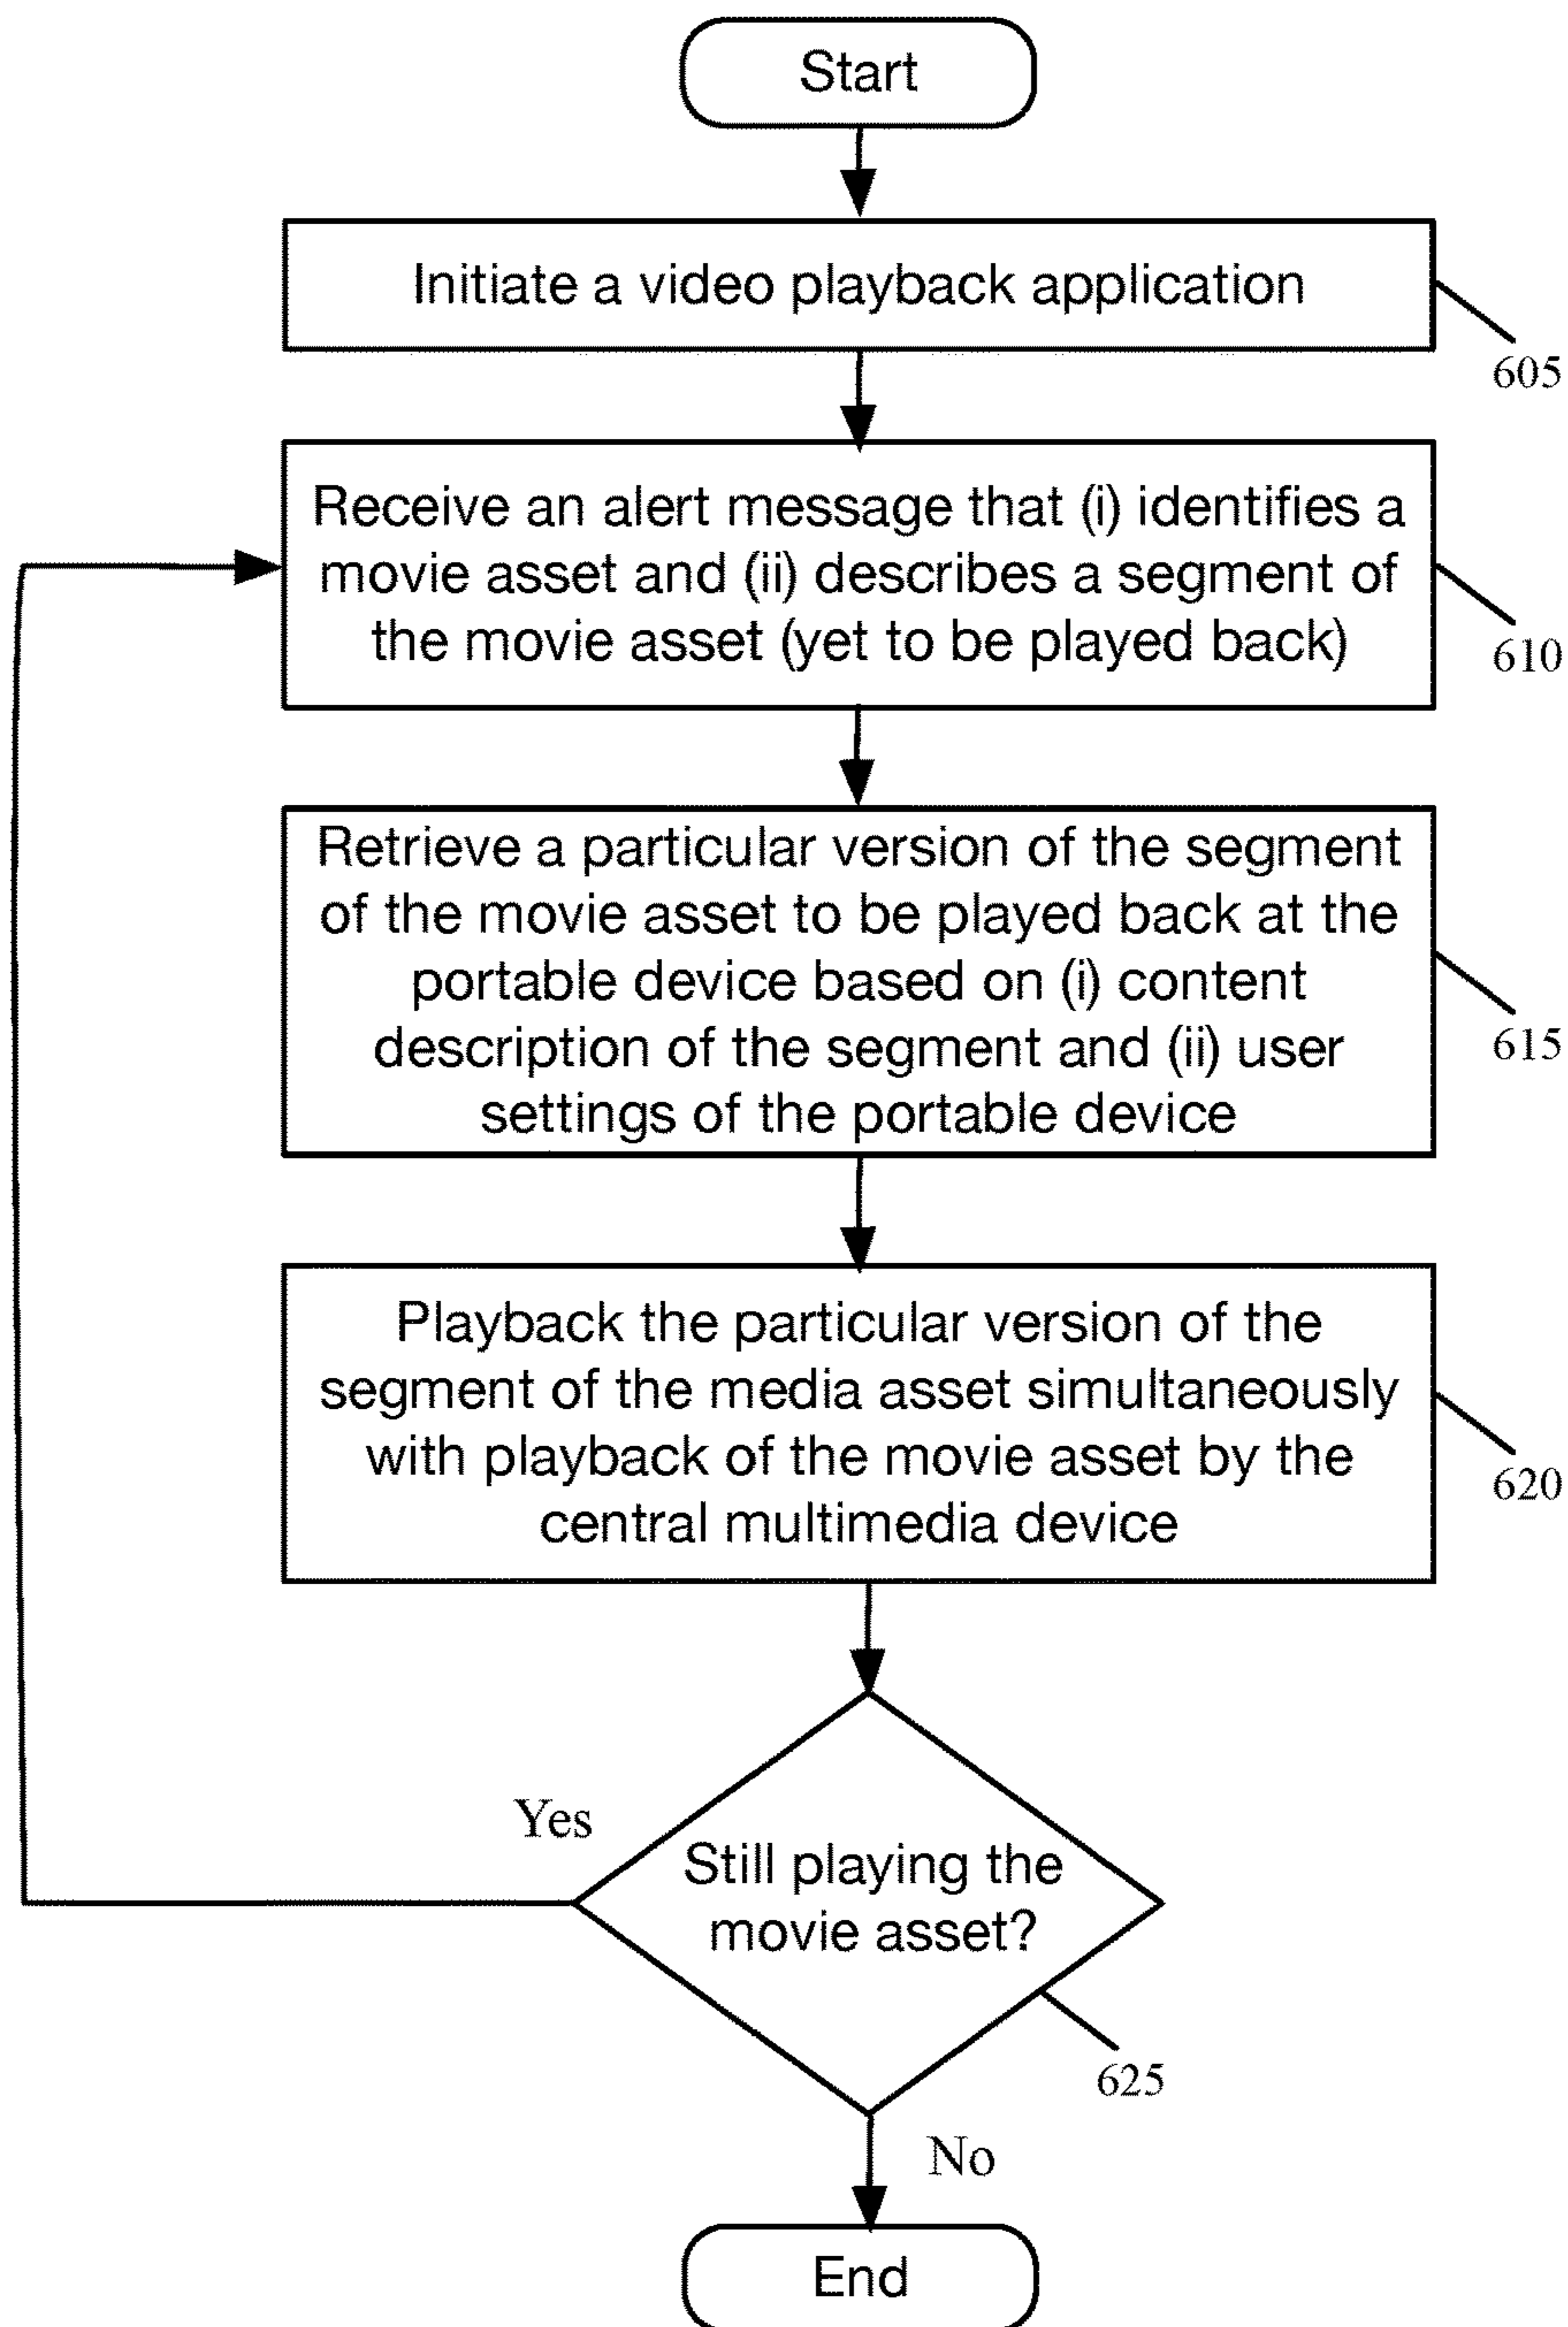 Start
Initiate a video playback application
605
Receive an alert message that (i) identifies a
movie asset and (ii) describes a segment of
the movie asset (yet to be played back)
610
Retrieve a particular version of the segment
of the movie asset to be played back at the
portable device based on (i) content
description of the segment and (ii) user
settings of the portable device
615
Playback the particular version of the
segment of the media asset simultaneously
with playback of the movie asset by the
central multimedia device
620
Yes
Still playing the
movie asset?
625
No
End